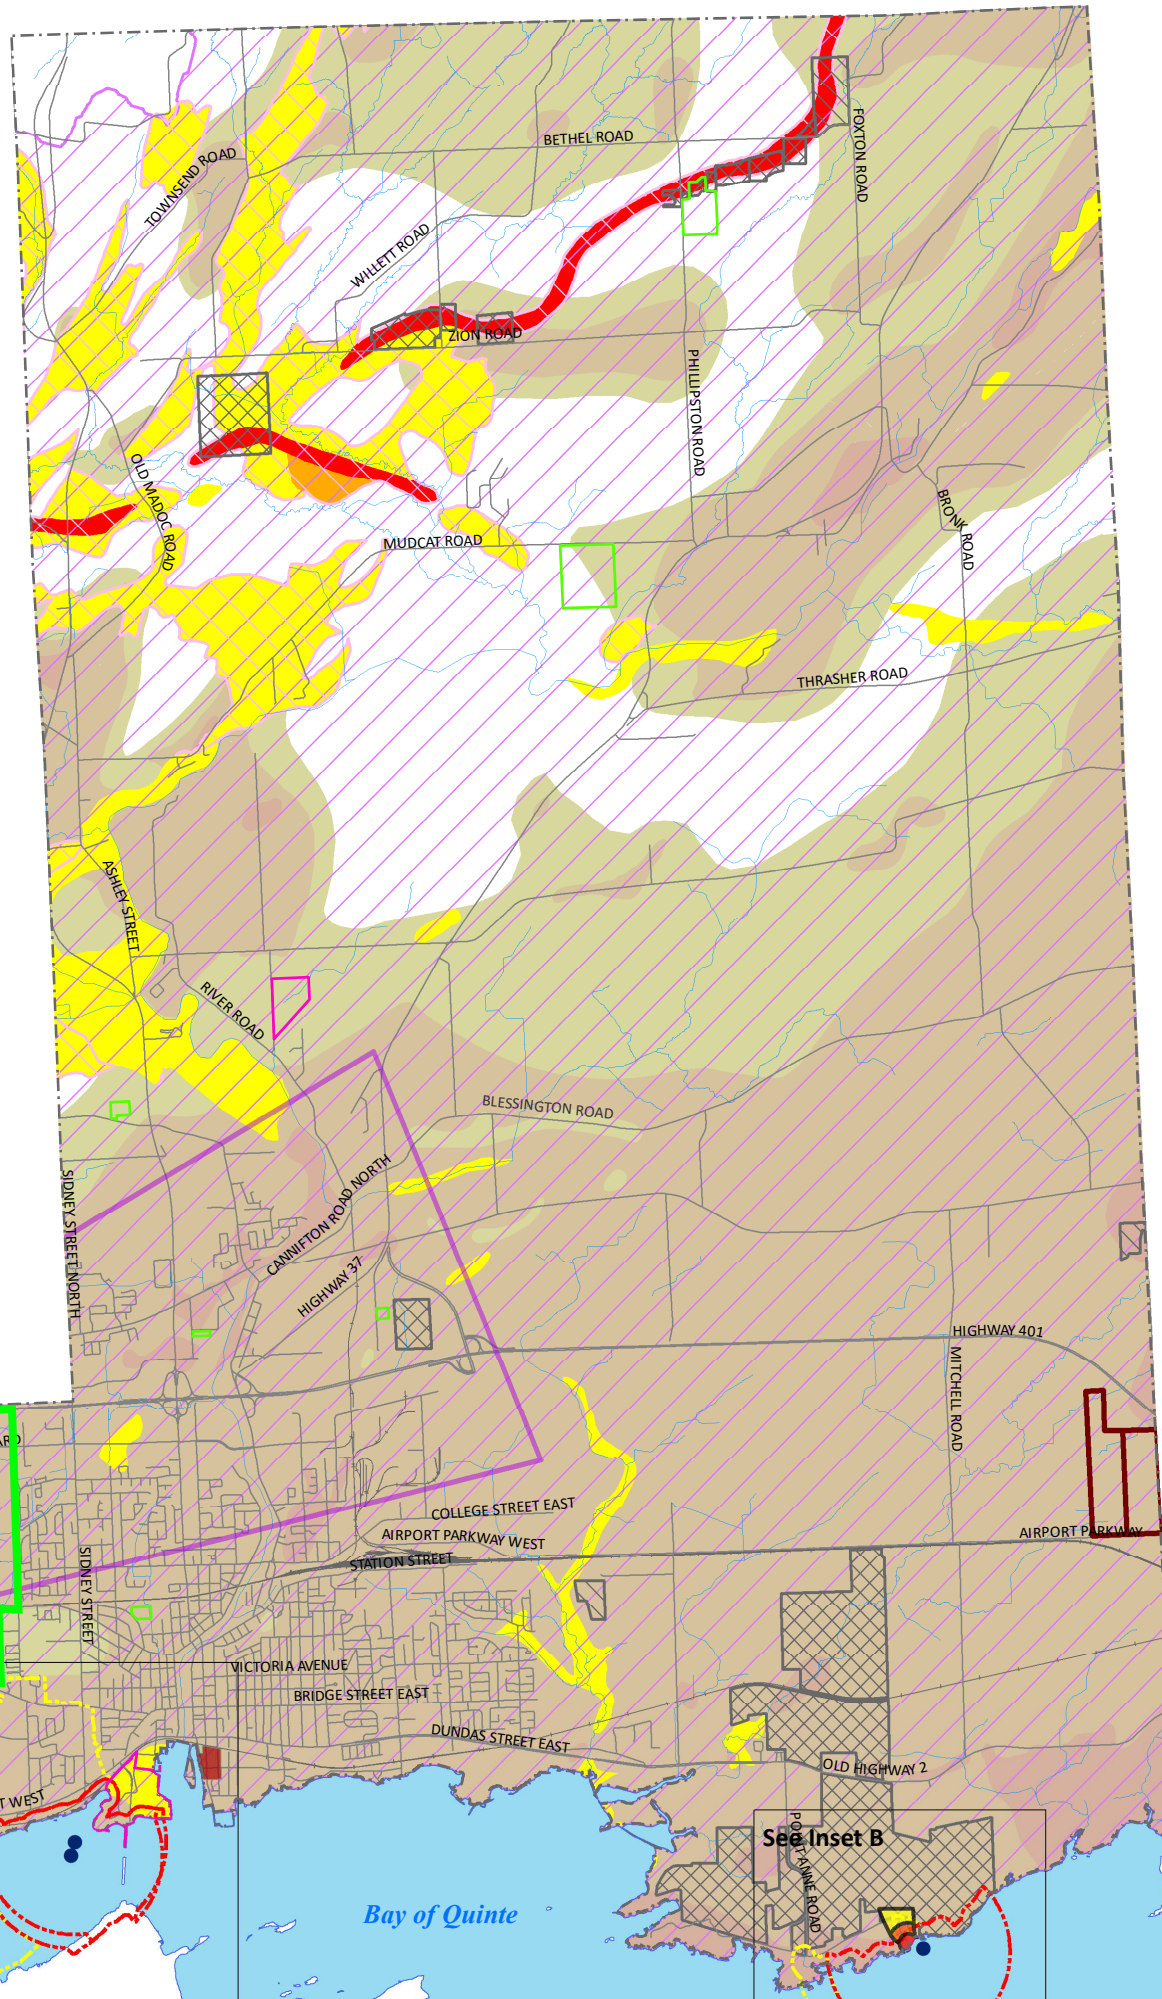 BETHEL ROAD
FOXTON ROAD
TOWNSEND ROAD
WILLETT ROAD
ZION ROAD
PHILLIPSTON ROAD
OLD MADOC ROAD
BRONK ROAD
MUDCAT ROAD
THRASHER ROAD
ASHLEY STREET
RIVER ROAD
BLESSINGTON ROAD
SIDNEY STREET NORTH
CANNIFTON ROAD NORTH
HIGHWAY 37
HIGHWAY 401
MITCHELL ROAD
ARD
COLLEGE STREET EAST
AIRPORT PARKWAY WEST
AIRPORT PARKWAY
STATION STREET
SIDNEY STREET
VICTORIA AVENUE
BRIDGE STREET EAST
DUNDAS STREET EAST
OLD HIGHWAY 2
T WEST
See Inset B
POINT ANNE ROAD
Bay of Quinte